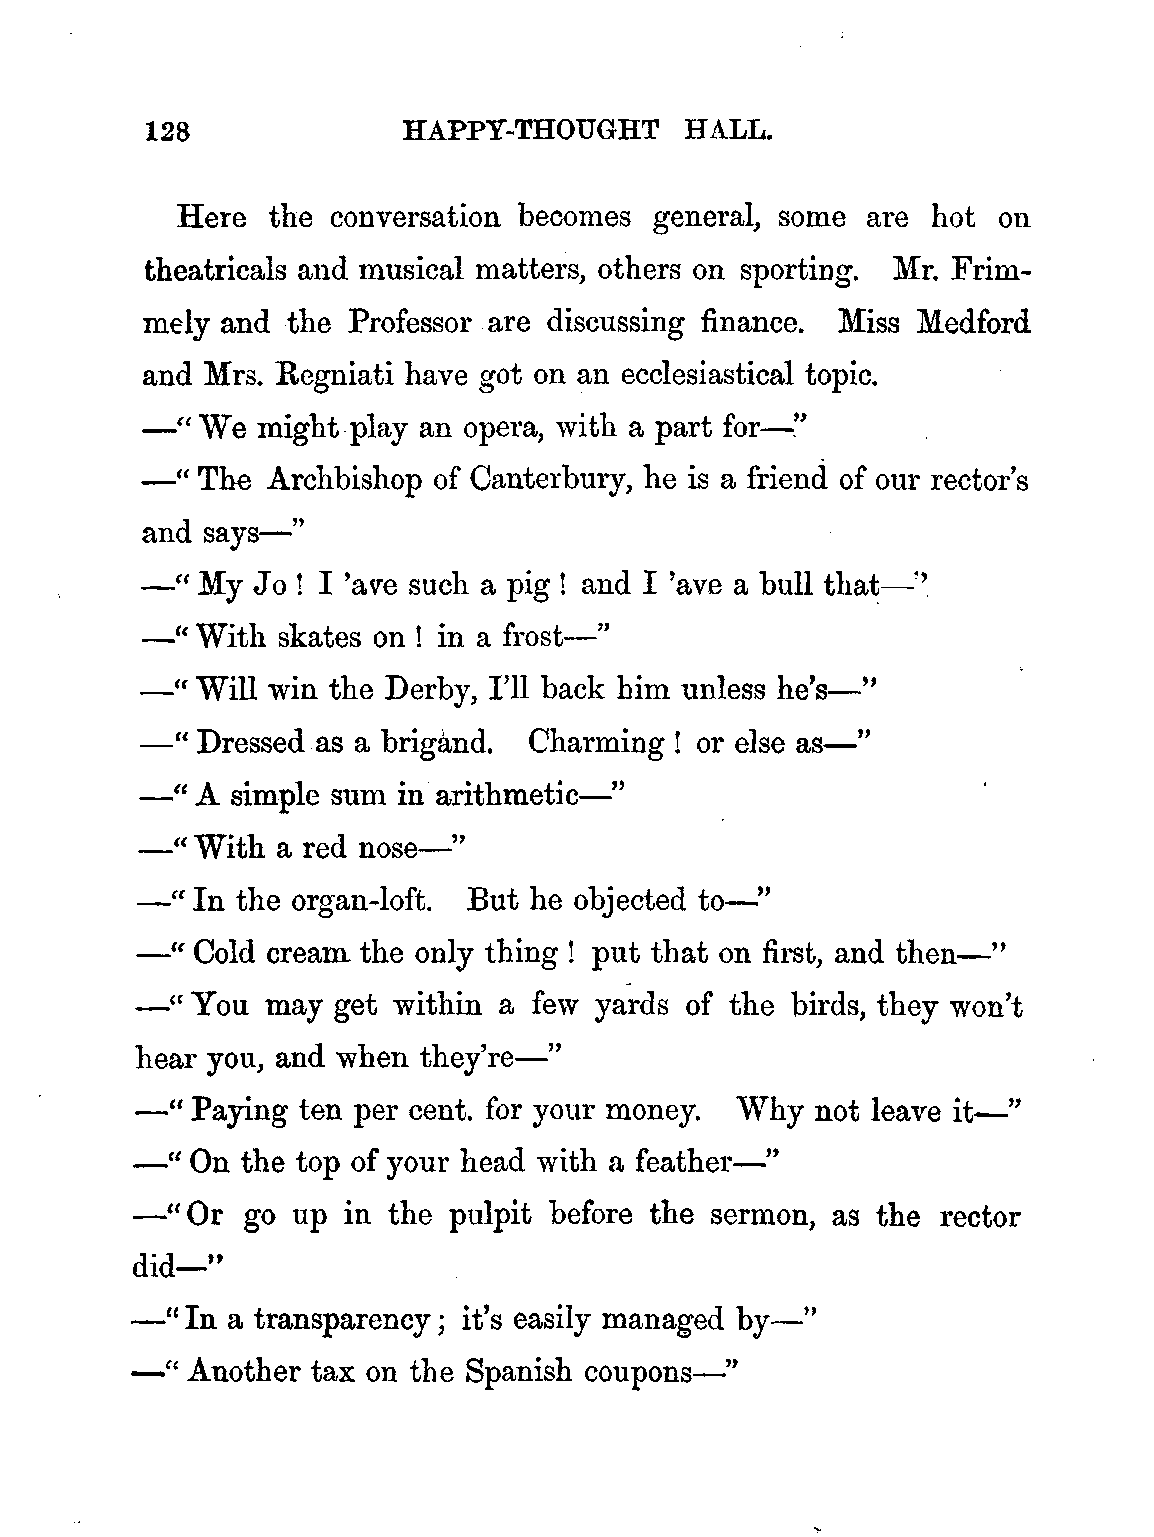 128 HAPPY-THOUGHT HALL.
Here the conversation becomes general, some are hot on
theatricals and musical matters, others on sporting. Mr. Frim-
mely and the Professor are discussing finance. Miss Medford
and Mrs. Regniati have got on an ecclesiastical topic.
—“We might play an opera, with a part for—”
—“The Archbishop of Canterbury, he is a friend of our rector’s
and says—”
—“My Jo! I ’ave such a pig! and I ’ave a bull that—”
—“With skates on! in a frost—”
—“Will win the Derby, I’ll back him unless he’s—”
—“Dressed as a brigand. Charming! or else as—”
—“A simple sum in arithmetic—”
—“With a red nose—”
—“In the organ-loft. But he objected to—”
—“Cold cream the only thing! put that on first, and then—”
—“You may get within a few yards of the birds, they won’t
hear you, and when they’re—”
—“Paying ten per cent. for your money. Why not leave it—”
—“On the top of your head with a feather—”
—“Or go up in the pulpit before the sermon, as the rector
did—”
—“In a transparency; it’s easily managed by—”
—“Another tax on the Spanish coupons—”